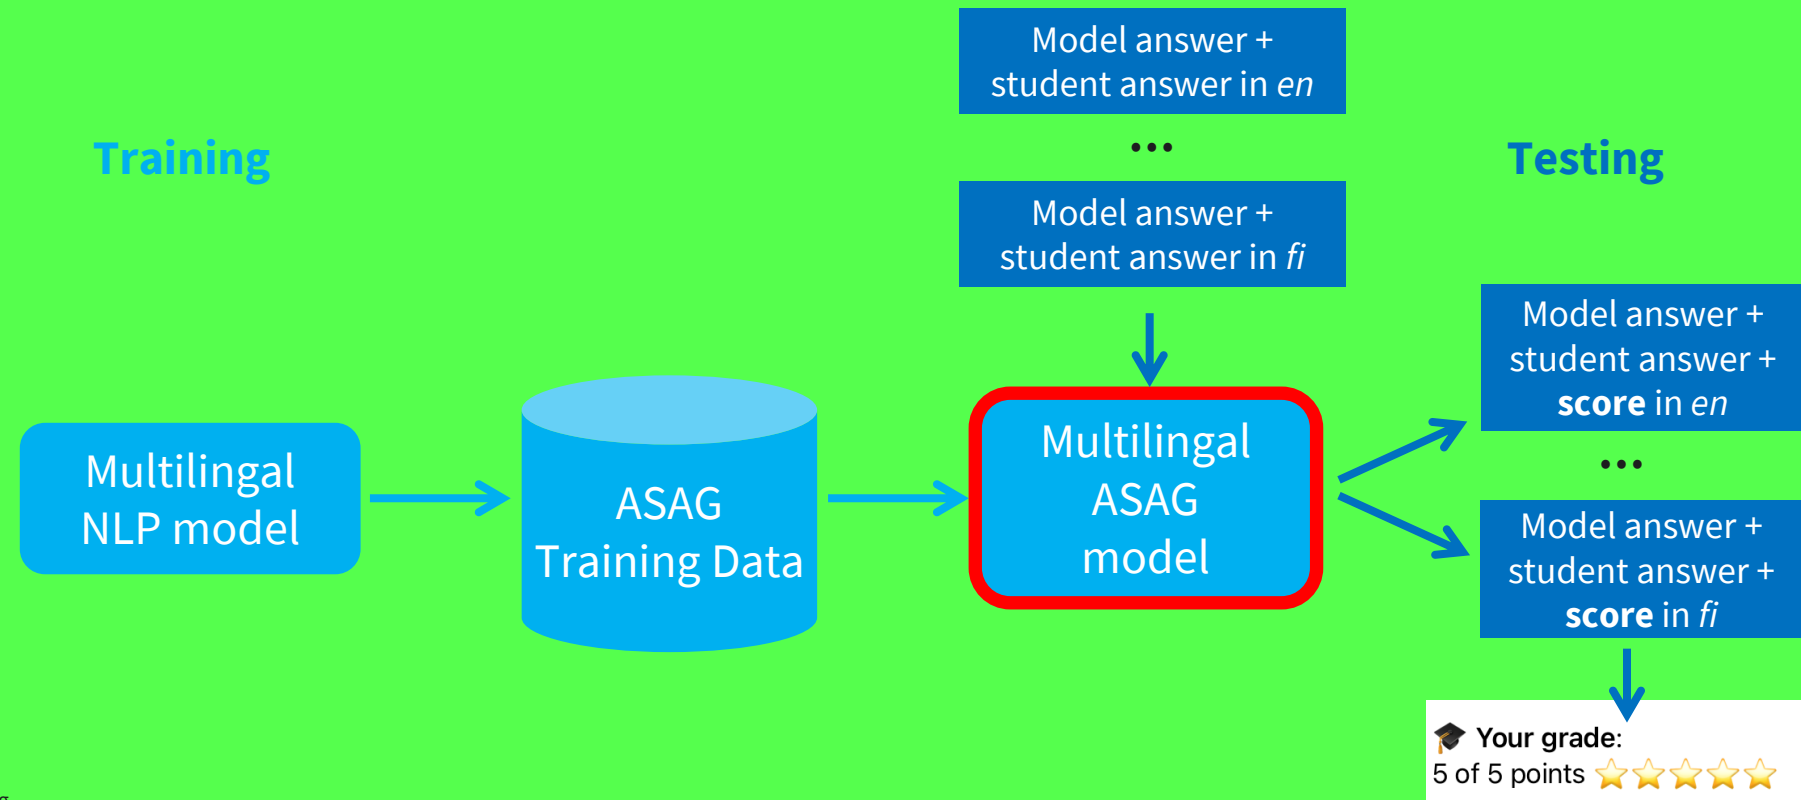 Model answer +
student answer in en
...
Training
Testing
Model answer +
student answer in fi
Model answer +
student answer +
score in en
...
Multilingal
NLP model
ASAG
Training Data
Multilingal
ASAG
model
Model answer +
student answer +
score in fi
Your grade:
5 of 5 points